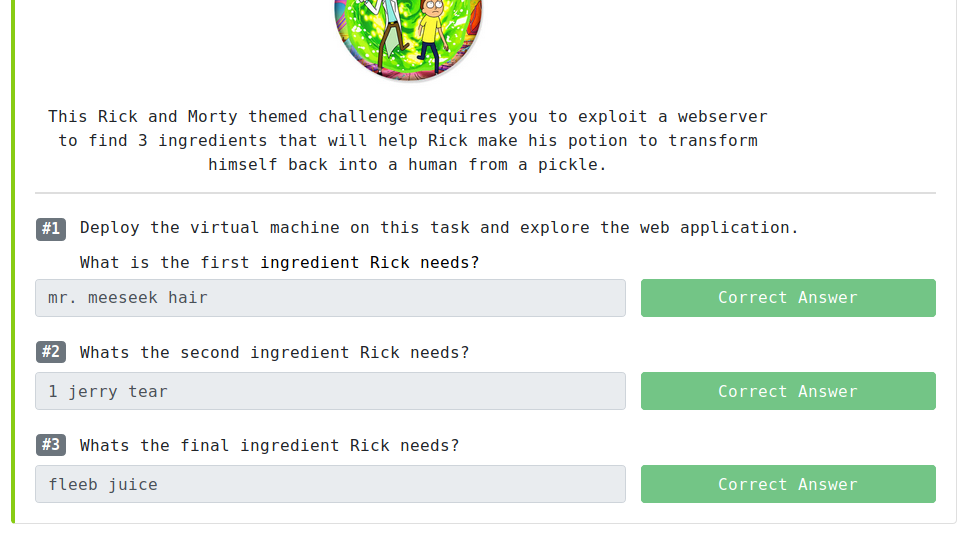 This Rick and Morty themed challenge requires you to exploit a webserver
to find 3 ingredients that will help Rick make his potion to transform
himself back into a human from a pickle.
#1 Deploy the virtual machine on this task and explore the web application.
What is the first ingredient Rick needs?
mr. meeseek hair Correct Answer
#2 Whats the second ingredient Rick needs?
1 jerry tear Correct Answer
#3 Whats the final ingredient Rick needs?
fleeb juice Correct Answer